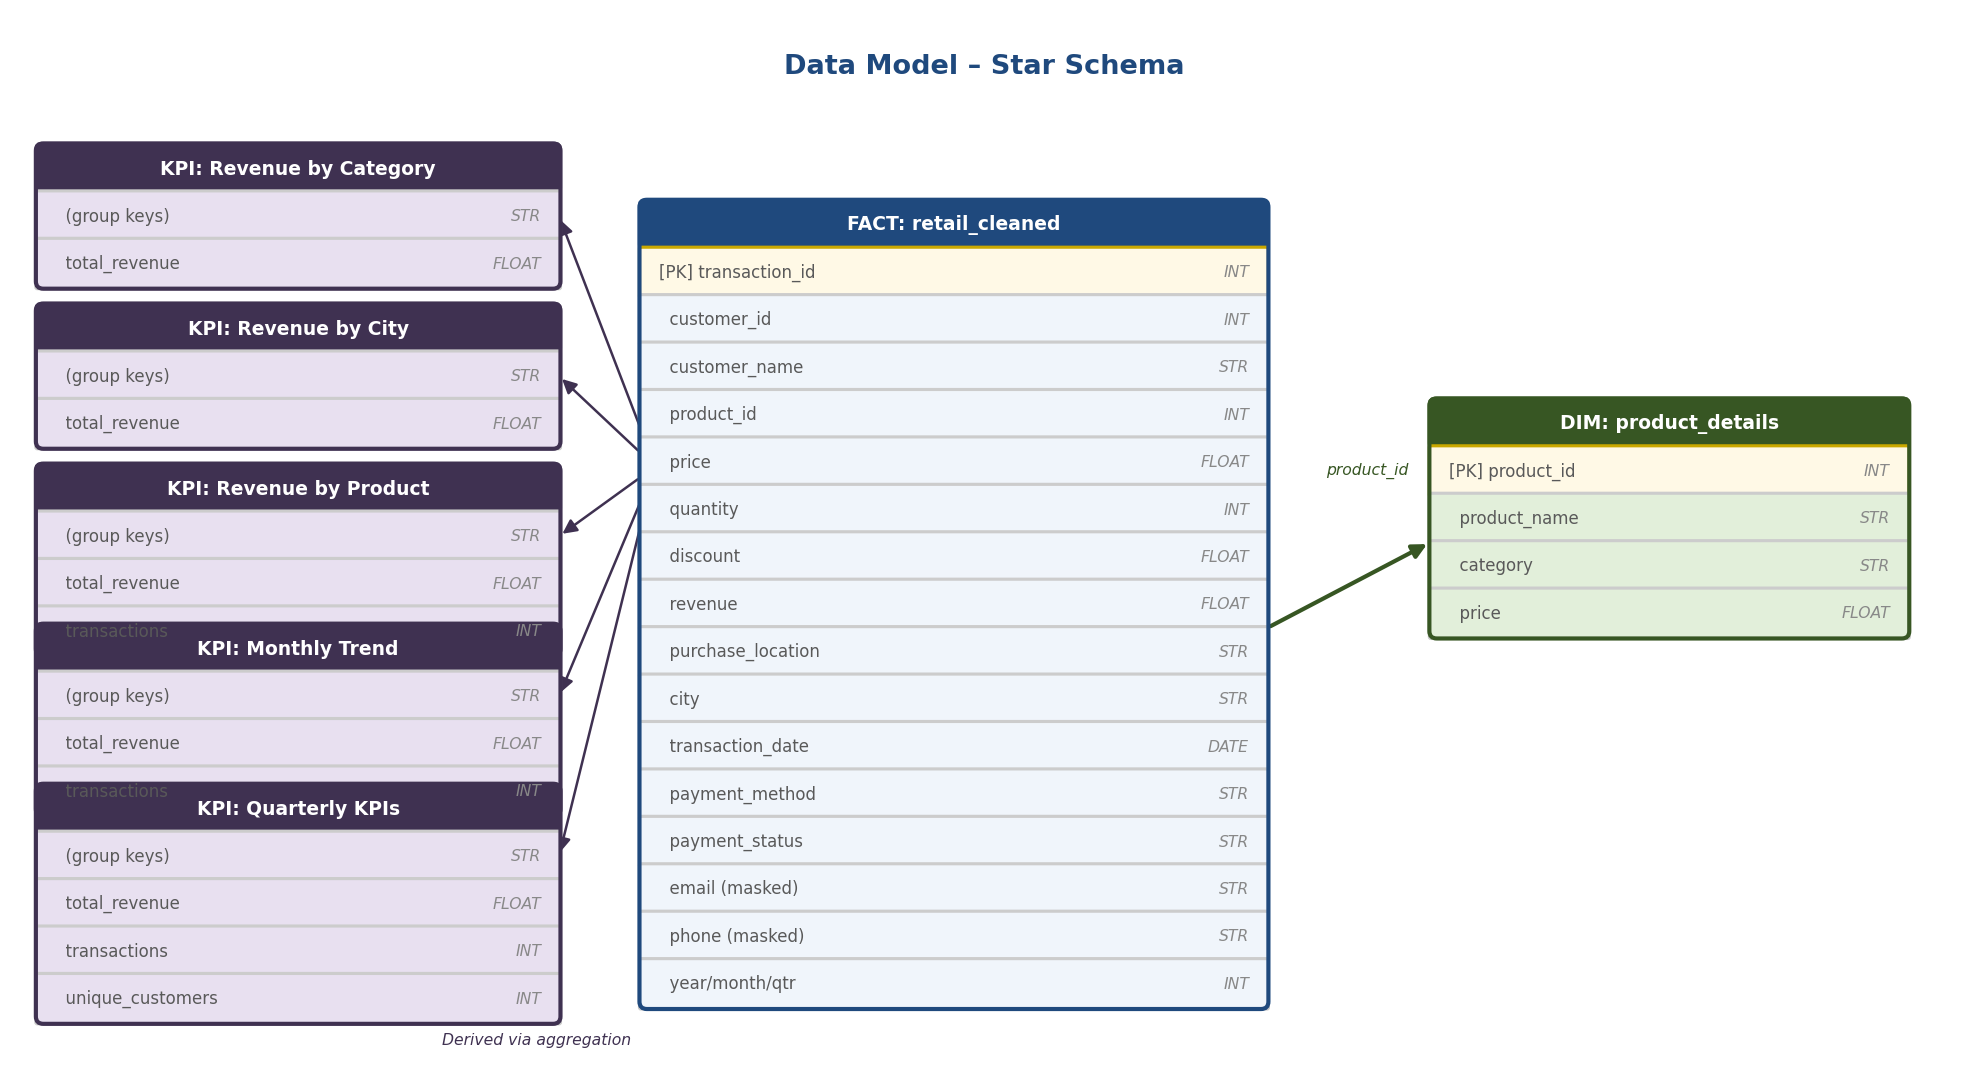 Data Model – Star Schema
KPI: Revenue by Category
(group keys) STR
total_revenue FLOAT
KPI: Revenue by City
(group keys) STR
total_revenue FLOAT
KPI: Revenue by Product
(group keys) STR
total_revenue FLOAT
transactions INT
KPI: Monthly Trend
(group keys) STR
total_revenue FLOAT
transactions INT
KPI: Quarterly KPIs
(group keys) STR
total_revenue FLOAT
transactions INT
unique_customers INT
Derived via aggregation
FACT: retail_cleaned
[PK] transaction_id INT
customer_id INT
customer_name STR
product_id INT
price FLOAT
quantity INT
discount FLOAT
revenue FLOAT
purchase_location STR
city STR
transaction_date DATE
payment_method STR
payment_status STR
email (masked) STR
phone (masked) STR
year/month/qtr INT
product_id
DIM: product_details
[PK] product_id INT
product_name STR
category STR
price FLOAT